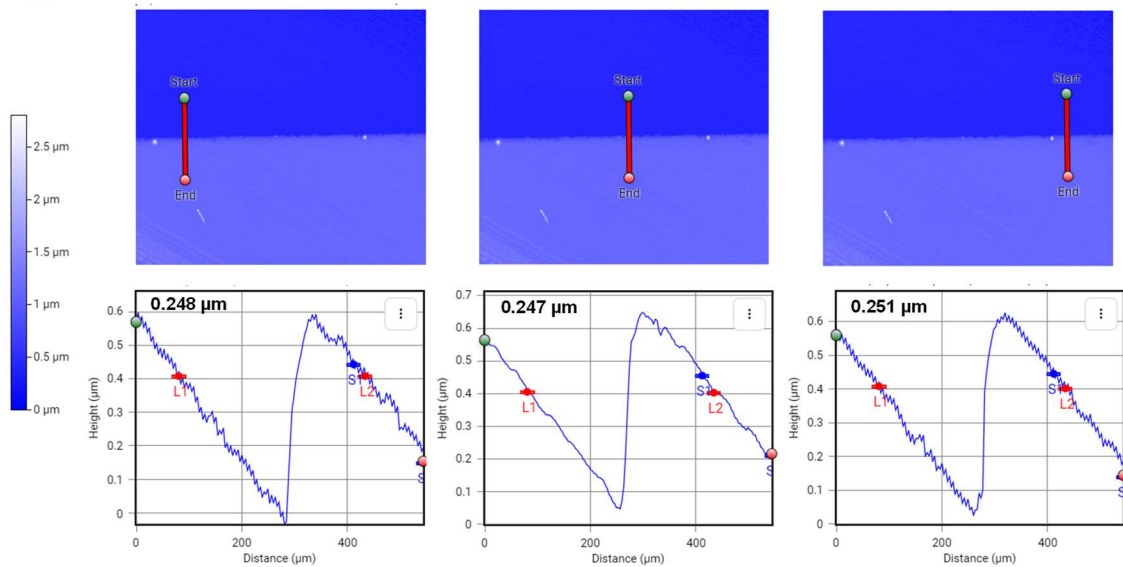 Start
End
Start
End
Start
End
2.5 µm
2 µm
1.5 µm
1 µm
0.5 µm
0 µm
0.248 µm
0.6
0.5
0.4
0.3
0.2
0.1
0
Height (µm)
L1
S1
L2
S
0
200
400
Distance (µm)
0.247 µm
0.7
0.6
0.5
0.4
0.3
0.2
0.1
0
Height (µm)
L1
S1
L2
S
0
200
400
Distance (µm)
0.251 µm
0.6
0.5
0.4
0.3
0.2
0.1
0
Height (µm)
L1
S1
L2
S
0
200
400
Distance (µm)